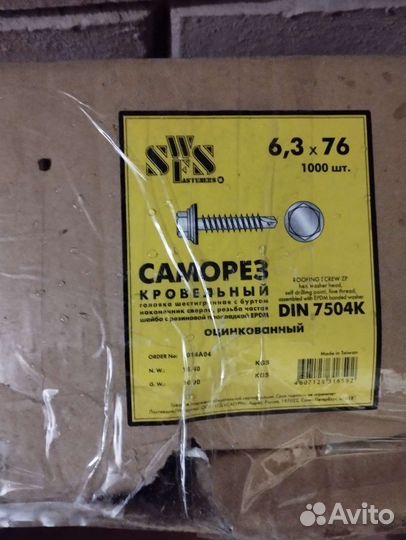 SWFS
FASTENERS ©
6,3 x 76
1000 шт.
САМОРЕЗ
КРОВЕЛЬНЫЙ
головка шестигранная с буртом
наконечник сверло, резьба частая
шайба с резиновой прокладкой EPDM
оцинкованный
ROOFING SCREW ZP
hex washer head,
self drilling point, fine thread,
assembled with EPDM bonded washer
DIN 7504K
ORDER No:
N. W.:
KGS
G. W.:
KGS
Made in Taiwan
Avito